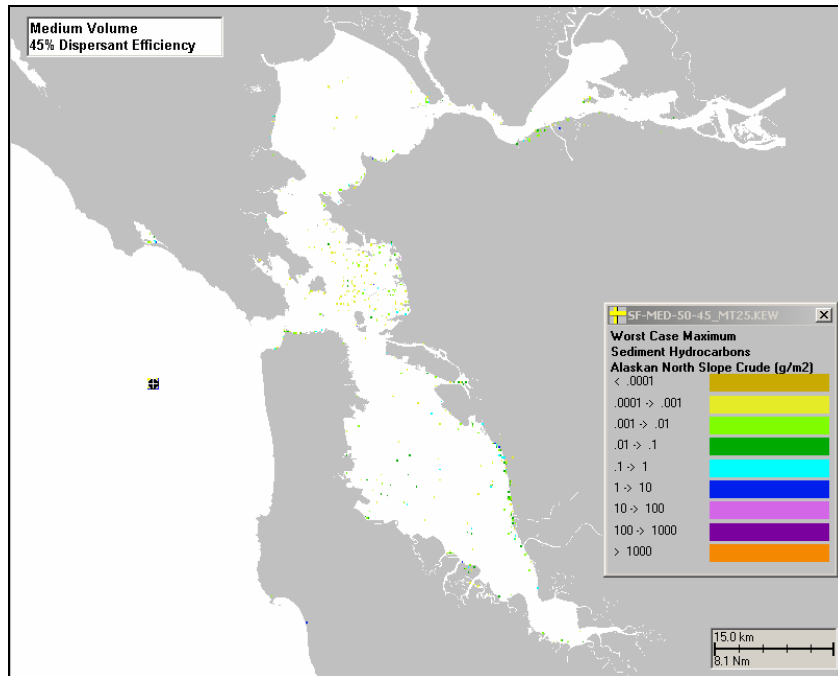 Medium Volume
45% Dispersant Efficiency
SF-MED-50-45_MT25.KEW
Worst Case Maximum
Sediment Hydrocarbons
Alaskan North Slope Crude (g/m2)
< .0001
.0001 -> .001
.001 -> .01
.01 -> .1
.1 -> 1
1 -> 10
10 -> 100
100 -> 1000
> 1000
15.0 km
8.1 Nm